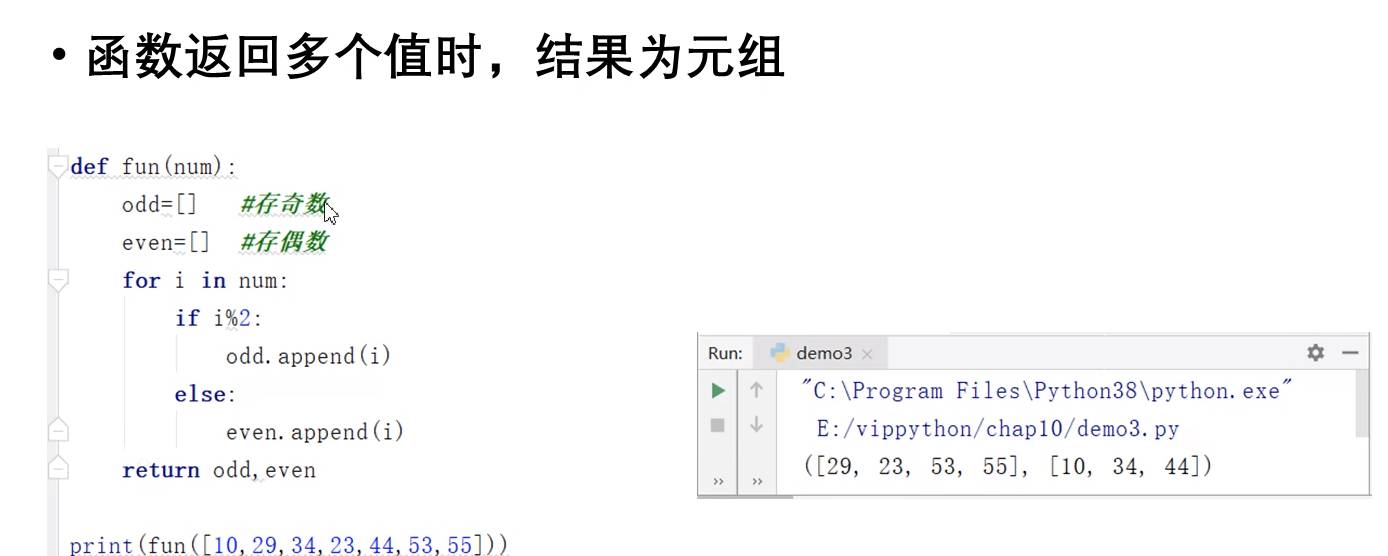 • 函数返回多个值时，结果为元组
def fun(num):
    odd=[]   #存奇数
    even=[]  #存偶数
    for i in num:
        if i%2:
            odd.append(i)
        else:
            even.append(i)
    return odd,even
print(fun([10,29,34,23,44,53,55]))
Run: demo3
"C:\Program Files\Python38\python.exe"
E:/vippython/chap10/demo3.py
([29, 23, 53, 55], [10, 34, 44])